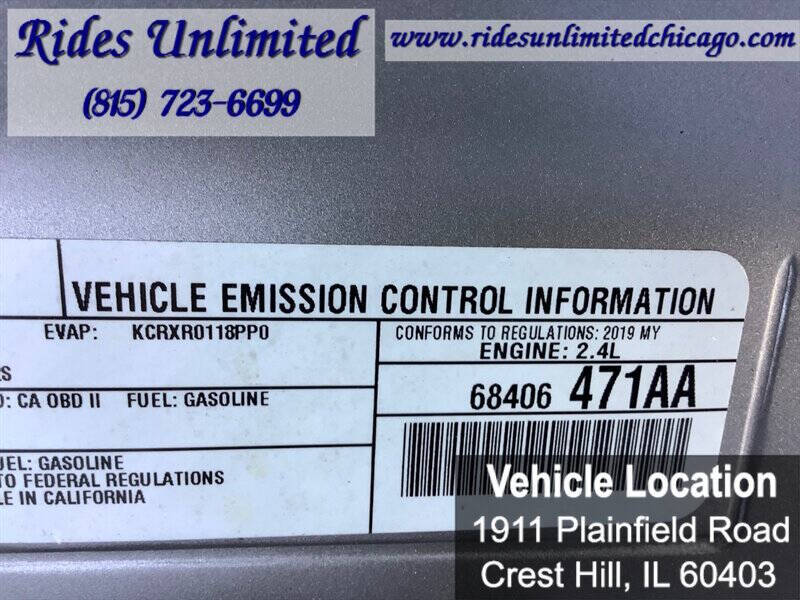 Rides Unlimited
(815) 723-6699
www.ridesunlimitedchicago.com
VEHICLE EMISSION CONTROL INFORMATION
EVAP: KCRXR0118PP0
CONFORMS TO REGULATIONS: 2019 MY
ENGINE: 2.4L
RS
68406 471AA
D: CA OBD II FUEL: GASOLINE
UEL: GASOLINE
TO FEDERAL REGULATIONS
LE IN CALIFORNIA
Vehicle Location
1911 Plainfield Road
Crest Hill, IL 60403